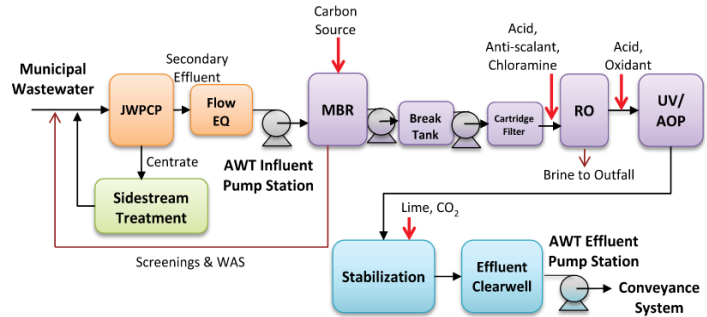 Carbon
Source
Acid,
Anti-scalant,
Chloramine
Acid,
Oxidant
Municipal
Wastewater
Secondary
Effluent
JWPCP
Flow
EQ
MBR
Break
Tank
Cartridge
Filter
RO
UV/
AOP
AWT Influent
Pump Station
Centrate
Sidestream
Treatment
Brine to Outfall
Screenings & WAS
Lime, CO₂
Stabilization
Effluent
Clearwell
AWT Effluent
Pump Station
Conveyance
System